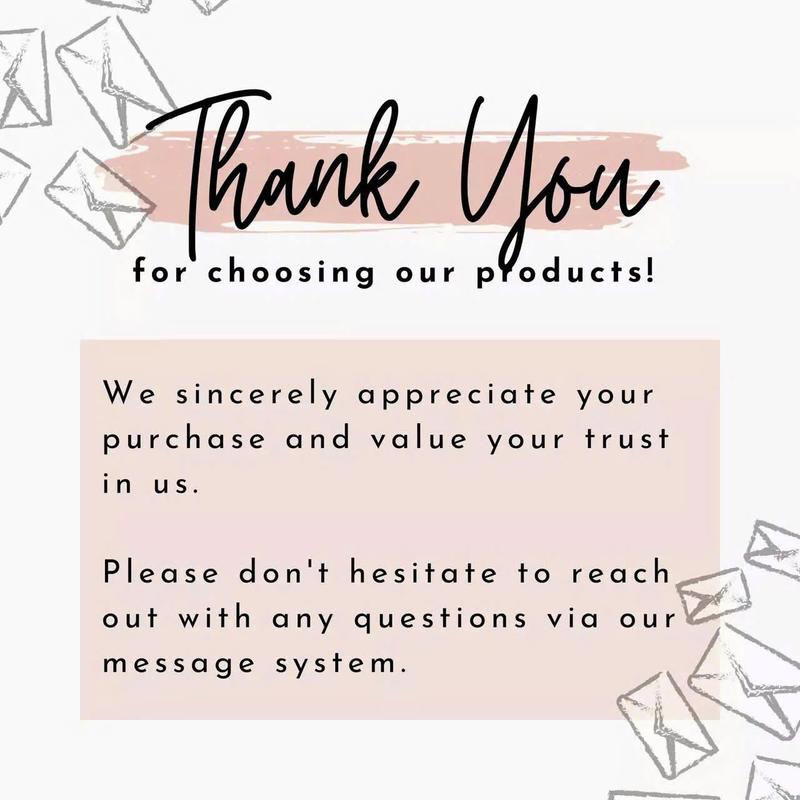 Thank You
for choosing our products!
We sincerely appreciate your
purchase and value your trust
in us.
Please don't hesitate to reach
out with any questions via our
message system.